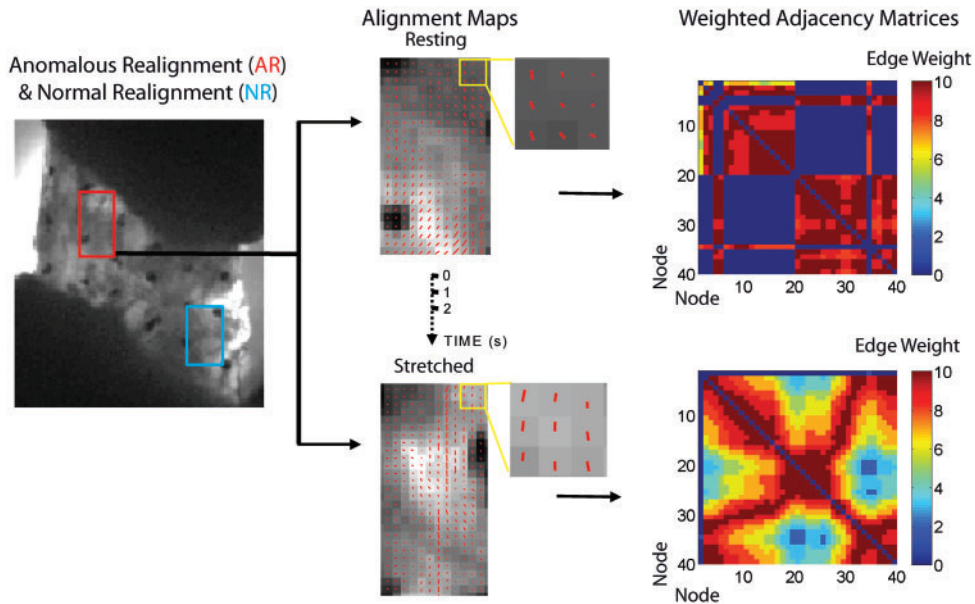 Alignment Maps
Weighted Adjacency Matrices
Resting
Anomalous Realignment (AR)
& Normal Realignment (NR)
Edge Weight
10
8
6
4
2
0
10
20
30
40
Node
Node
10
20
30
40
0
1
2
TIME (s)
Stretched
Edge Weight
10
8
6
4
2
0
10
20
30
40
Node
10
20
30
40
Node